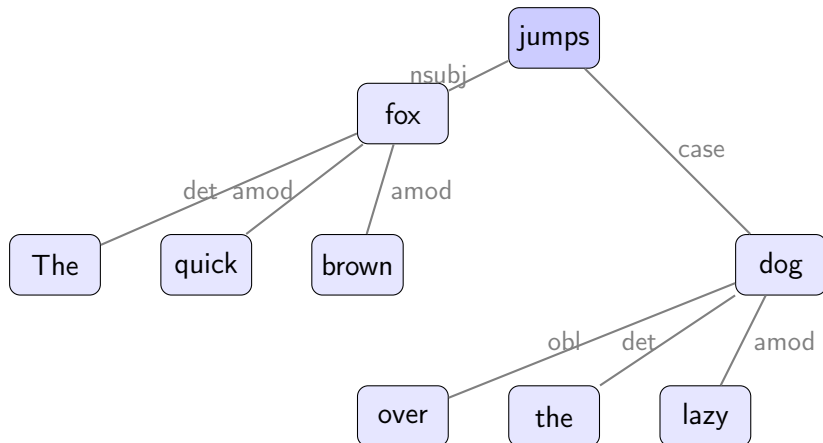 jumps
nsubj
fox
case
det amod amod
The quick brown dog
obl det amod
over the lazy